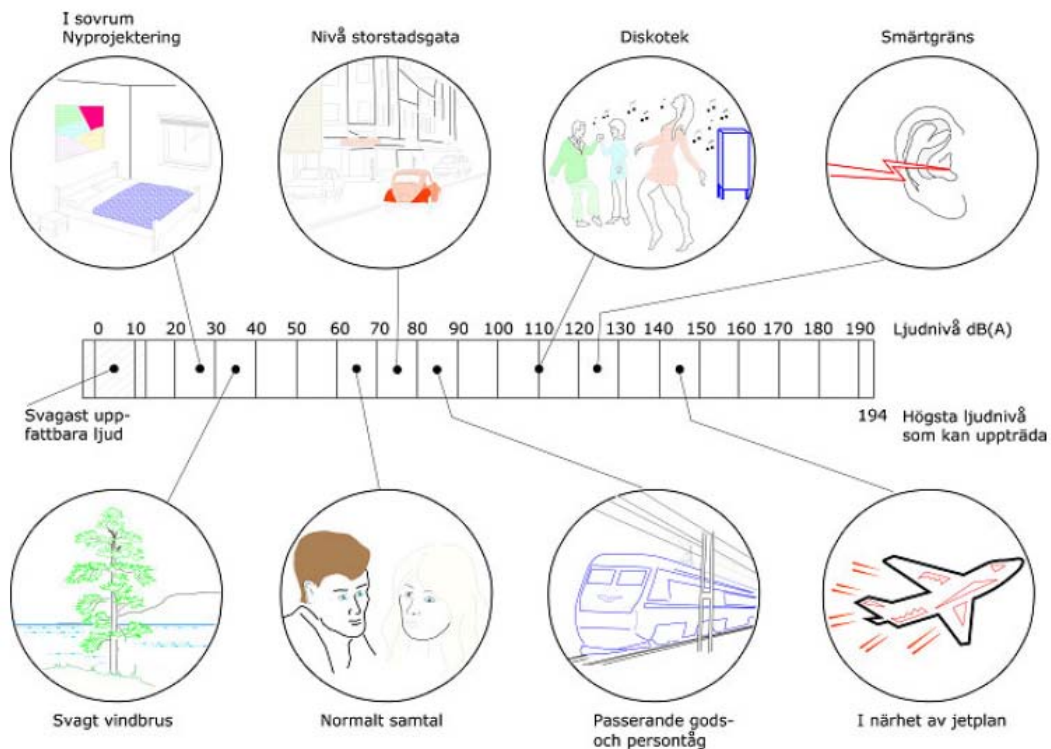 I sovrum
Nyprojektering
Nivå storstadsgata
Diskotek
Smärtgräns
0 10 20 30 40 60 70 80 90 100 110 120 130 140 160 170 180 190 Ljudnivå dB(A)
Svagast upp-
fattbara ljud
194 Högsta ljudnivå
som kan uppträda
Svagt vindbrus
Normalt samtal
Passerande gods-
och persontåg
I närhet av jetplan